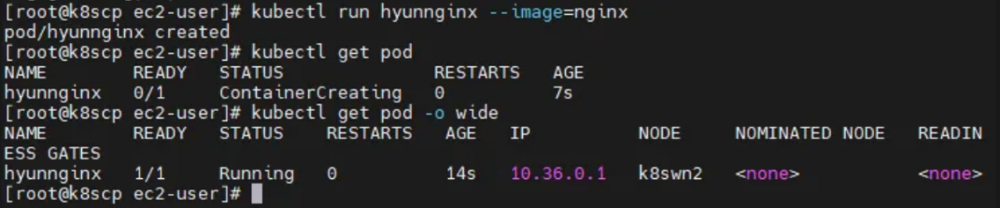 [root@k8scp ec2-user]# kubectl run hyunnginx --image=nginx
pod/hyunnginx created
[root@k8scp ec2-user]# kubectl get pod
NAME        READY   STATUS              RESTARTS   AGE
hyunnginx   0/1     ContainerCreating   0          7s
[root@k8scp ec2-user]# kubectl get pod -o wide
NAME        READY   STATUS    RESTARTS   AGE   IP          NODE     NOMINATED NODE   READIN
ESS GATES
hyunnginx   1/1     Running   0          14s   10.36.0.1   k8swn2   <none>           <none>
[root@k8scp ec2-user]#